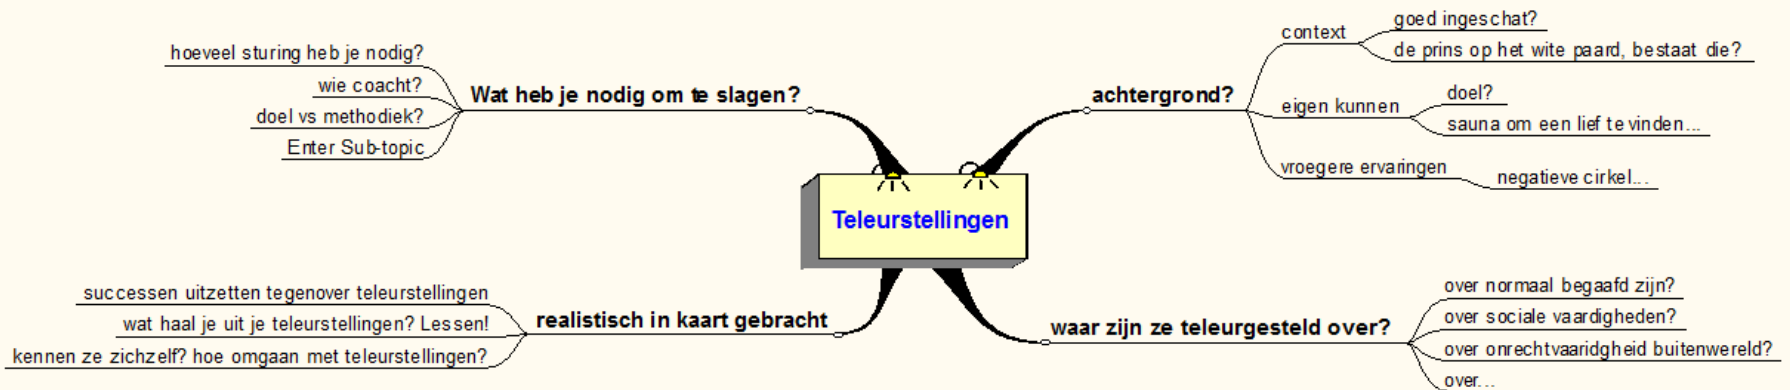 hoeveel sturing heb je nodig?
wie coacht?
doel vs methodiek?
Enter Sub-topic
Wat heb je nodig om te slagen?
achtergrond?
context
goed ingeschat?
de prins op het wite paard, bestaat die?
eigen kunnen
doel?
sauna om een lief te vinden...
vroegere ervaringen
negatieve cirkel...
Teleurstellingen
successen uitzetten tegenover teleurstellingen
wat haal je uit je teleurstellingen? Lessen!
kennen ze zichzelf? hoe omgaan met teleurstellingen?
realistisch in kaart gebracht
waar zijn ze teleurgesteld over?
over normaal begaafd zijn?
over sociale vaardigheden?
over onrechtvaaridgheid buitenwereld?
over...